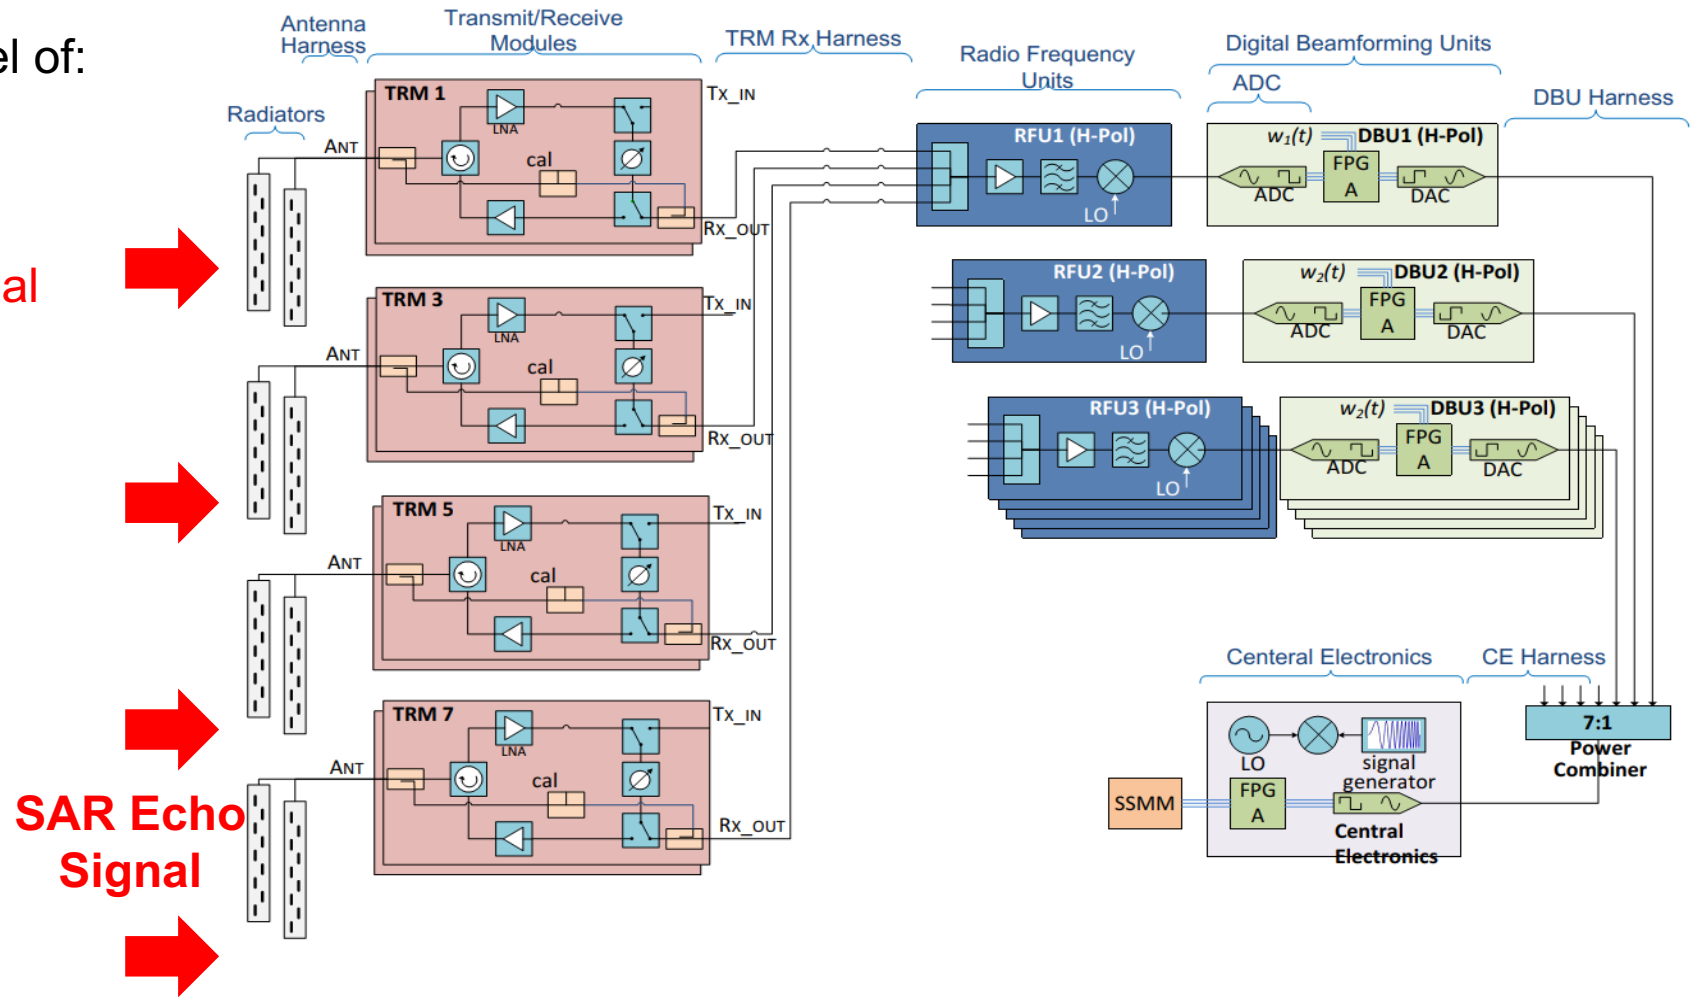 el of:
al
SAR Echo
Signal
Antenna
Harness
Transmit/Receive
Modules
TRM Rx Harness
Radio Frequency
Units
Digital Beamforming Units
ADC
DBU Harness
Radiators
TRM 1
ANT
LNA
cal
TX_IN
RX_OUT
TRM 3
ANT
LNA
cal
TX_IN
RX_OUT
TRM 5
ANT
LNA
cal
TX_IN
RX_OUT
TRM 7
ANT
LNA
cal
TX_IN
RX_OUT
RFU1 (H-Pol)
LO
w1(t)
DBU1 (H-Pol)
FPG
A
ADC
DAC
RFU2 (H-Pol)
LO
w2(t)
DBU2 (H-Pol)
FPG
A
ADC
DAC
RFU3 (H-Pol)
LO
w2(t)
DBU3 (H-Pol)
FPG
A
ADC
DAC
Centeral Electronics
CE Harness
LO
signal
generator
SSMM
FPG
A
Central
Electronics
7:1
Power
Combiner